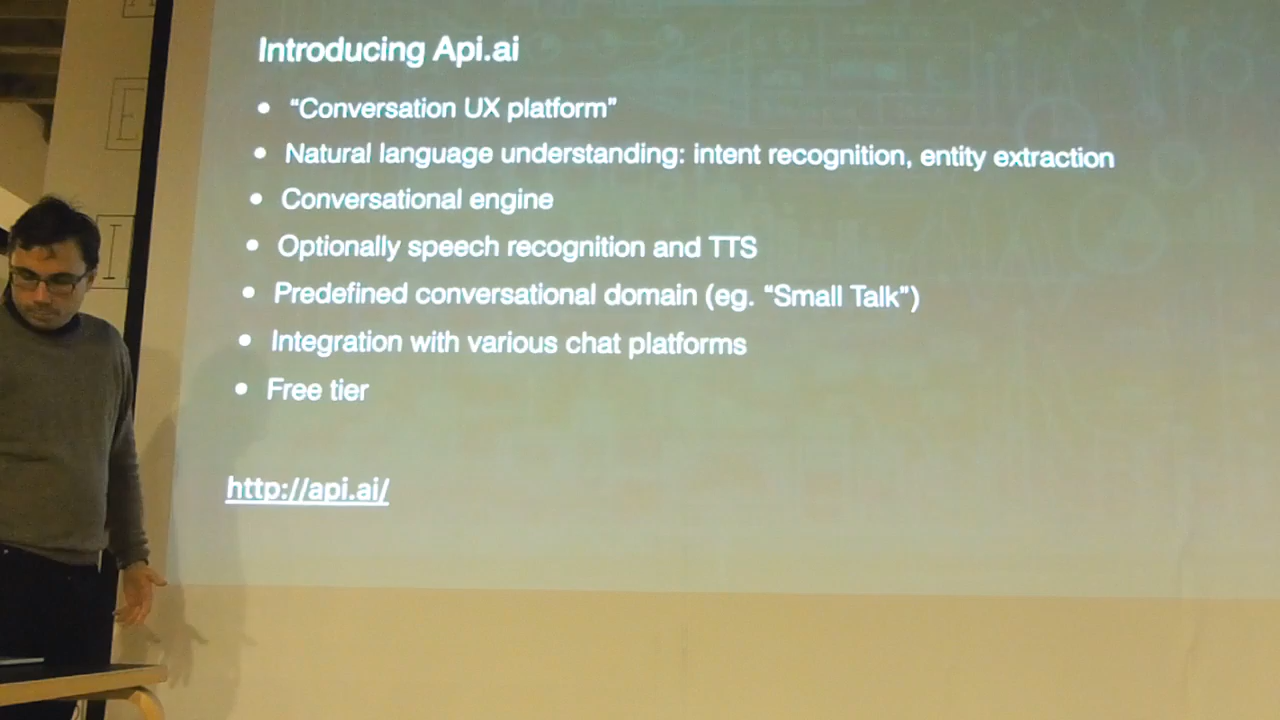 Introducing Api.ai
• “Conversation UX platform”
• Natural language understanding: intent recognition, entity extraction
• Conversational engine
• Optionally speech recognition and TTS
• Predefined conversational domain (eg. “Small Talk”)
• Integration with various chat platforms
• Free tier
http://api.ai/
E
I